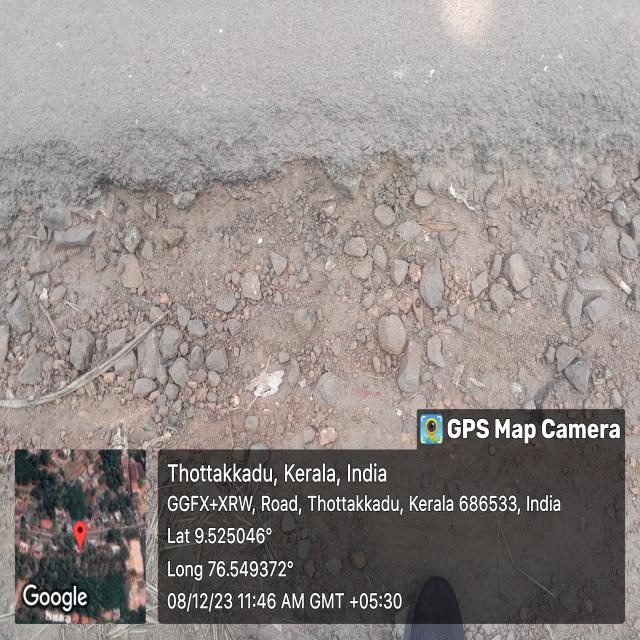 GPS Map Camera
Thottakkadu, Kerala, India
GGFX+XRW, Road, Thottakkadu, Kerala 686533, India
Lat 9.525046°
Long 76.549372°
08/12/23 11:46 AM GMT +05:30
Google